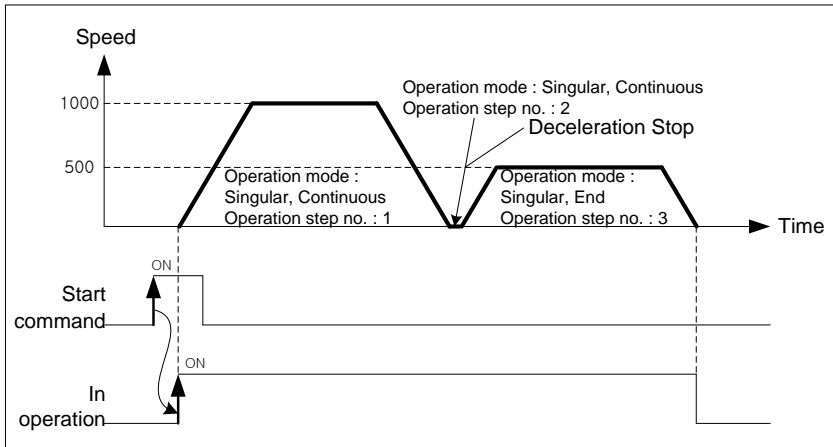 Speed
1000
500
Operation mode : Singular, Continuous
Operation step no. : 2
Deceleration Stop
Operation mode :
Singular, Continuous
Operation step no. : 1
Operation mode :
Singular, End
Operation step no. : 3
Time
ON
Start
command
ON
In
operation